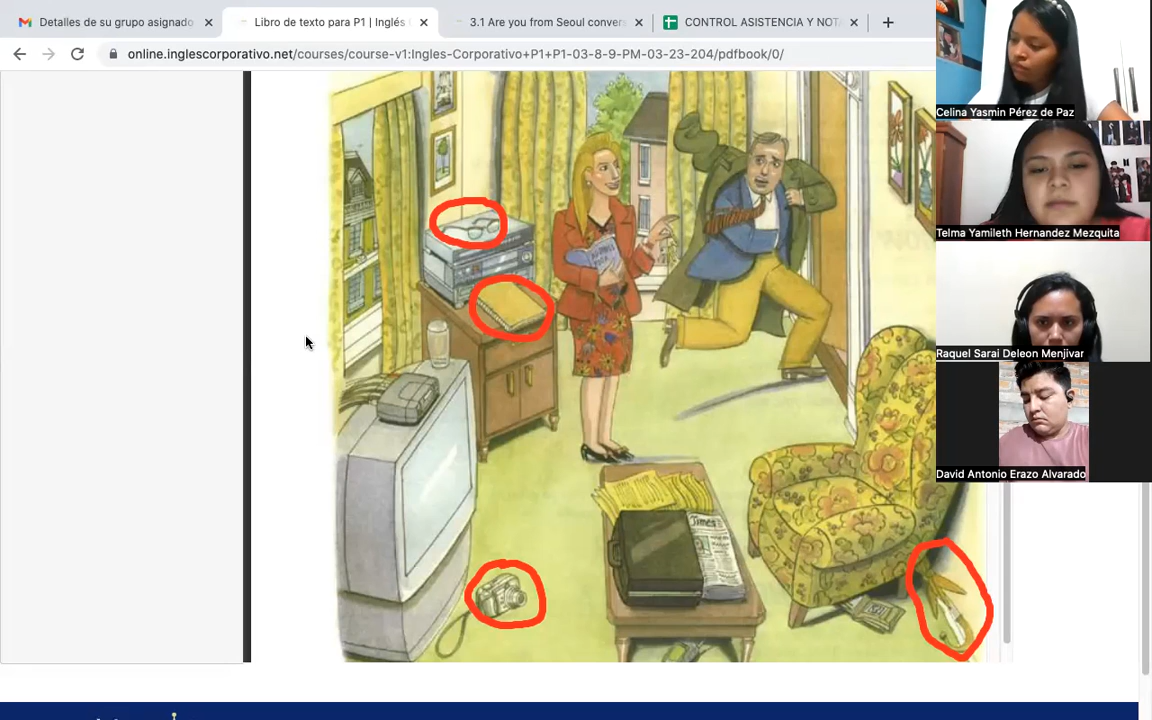 Detalles de su grupo asignado
Libro de texto para P1 | Inglés
3.1 Are you from Seoul convers
CONTROL ASISTENCIA Y NOT
online.inglescorporativo.net/courses/course-v1:Ingles-Corporativo+P1+P1-03-8-9-PM-03-23-204/pdfbook/0/
Celina Yasmin Pérez de Paz
Telma Yamileth Hernandez Mezquita
Raquel Sarai Deleon Menjivar
David Antonio Erazo Alvarado
Times